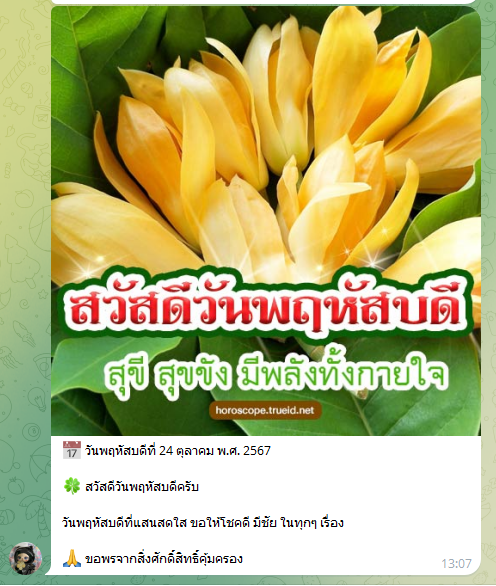 สวัสดีวันพฤหัสบดี
สุขี สุขขัง มีพลังทั้งกายใจ
horoscope.trueid.net
📅 วันพฤหัสบดีที่ 24 ตุลาคม พ.ศ. 2567
🍀 สวัสดีวันพฤหัสบดีครับ
วันพฤหัสบดีที่แสนสดใส ขอให้โชคดี มีชัย ในทุกๆ เรื่อง
🙏 ขอพรจากสิ่งศักดิ์สิทธิ์คุ้มครอง
13:07